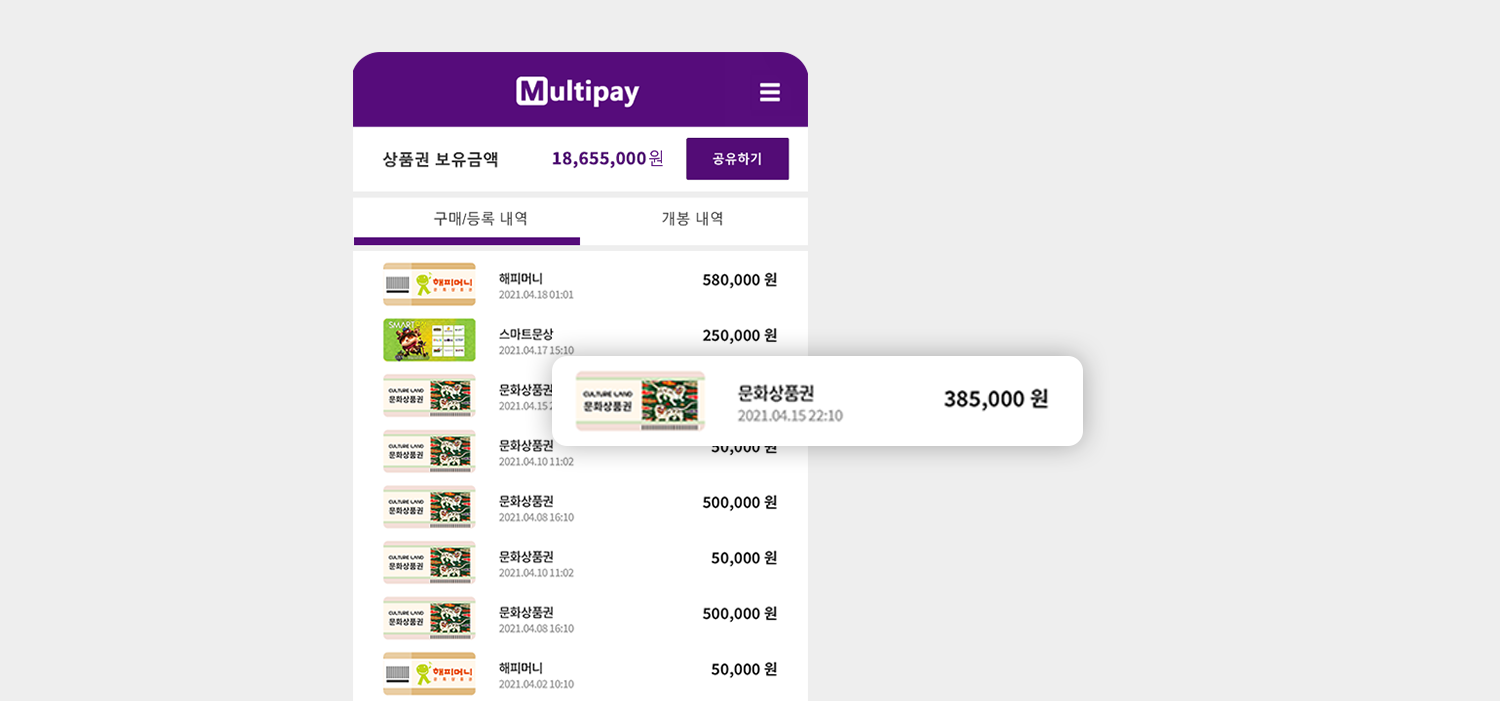 Multipay
상품권 보유금액 18,655,000원 공유하기
구매/등록 내역 개봉 내역
해피머니
해피머니 580,000 원
2021.04.18 01:01
SMART
스마트문상 250,000 원
2021.04.17 15:10
CULTURE LAND
문화상품권
문화상품권
2021.04.15 2
CULTURE LAND
문화상품권
문화상품권 385,000 원
2021.04.15 22:10
CULTURE LAND
문화상품권
문화상품권 50,000 원
2021.04.10 11:02
CULTURE LAND
문화상품권
문화상품권 500,000 원
2021.04.08 16:10
CULTURE LAND
문화상품권
문화상품권 50,000 원
2021.04.10 11:02
CULTURE LAND
문화상품권
문화상품권 500,000 원
2021.04.08 16:10
해피머니
해피머니 50,000 원
2021.04.02 10:10